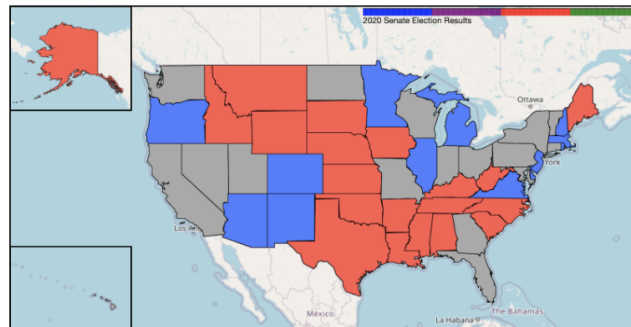 2020 Senate Election Results
Ottawa
York
Los A
México
La Habana
The Bahamas